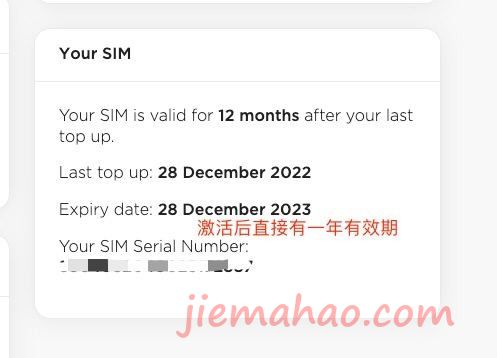 Your SIM
Your SIM is valid for 12 months after your last
top up.
Last top up: 28 December 2022
Expiry date: 28 December 2023
激活后直接有一年有效期
Your SIM Serial Number:
jiemahao.com